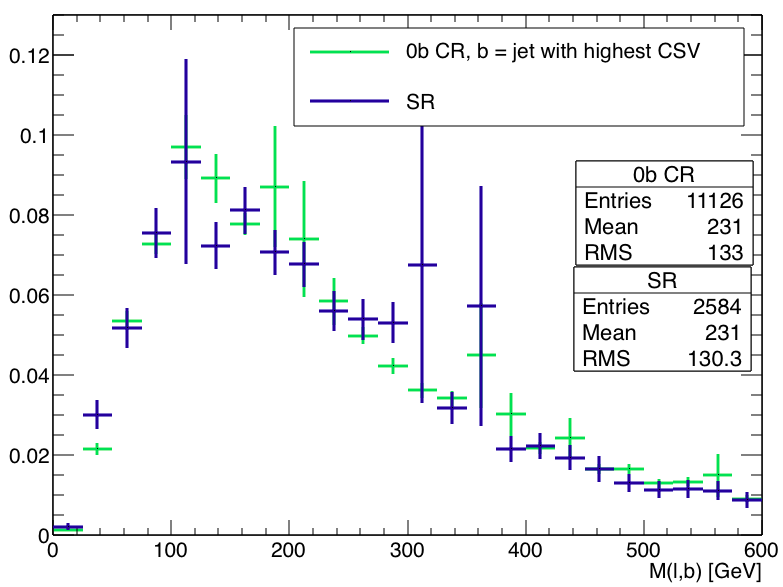 0.12
0b CR, b = jet with highest CSV
SR
0.1
0b CR
Entries 11126
Mean 231
RMS 133
0.08
SR
Entries 2584
Mean 231
RMS 130.3
0.06
0.04
0.02
0
0 100 200 300 400 500 600
M(l,b) [GeV]